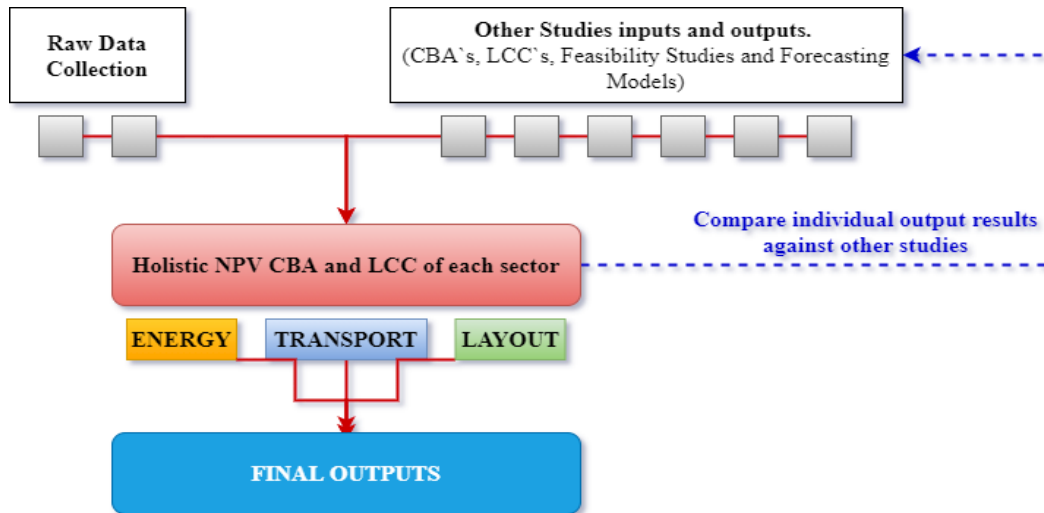 Raw Data
Collection
Other Studies inputs and outputs.
(CBA`s, LCC`s, Feasibility Studies and Forecasting
Models)
Compare individual output results
against other studies
Holistic NPV CBA and LCC of each sector
ENERGY
TRANSPORT
LAYOUT
FINAL OUTPUTS